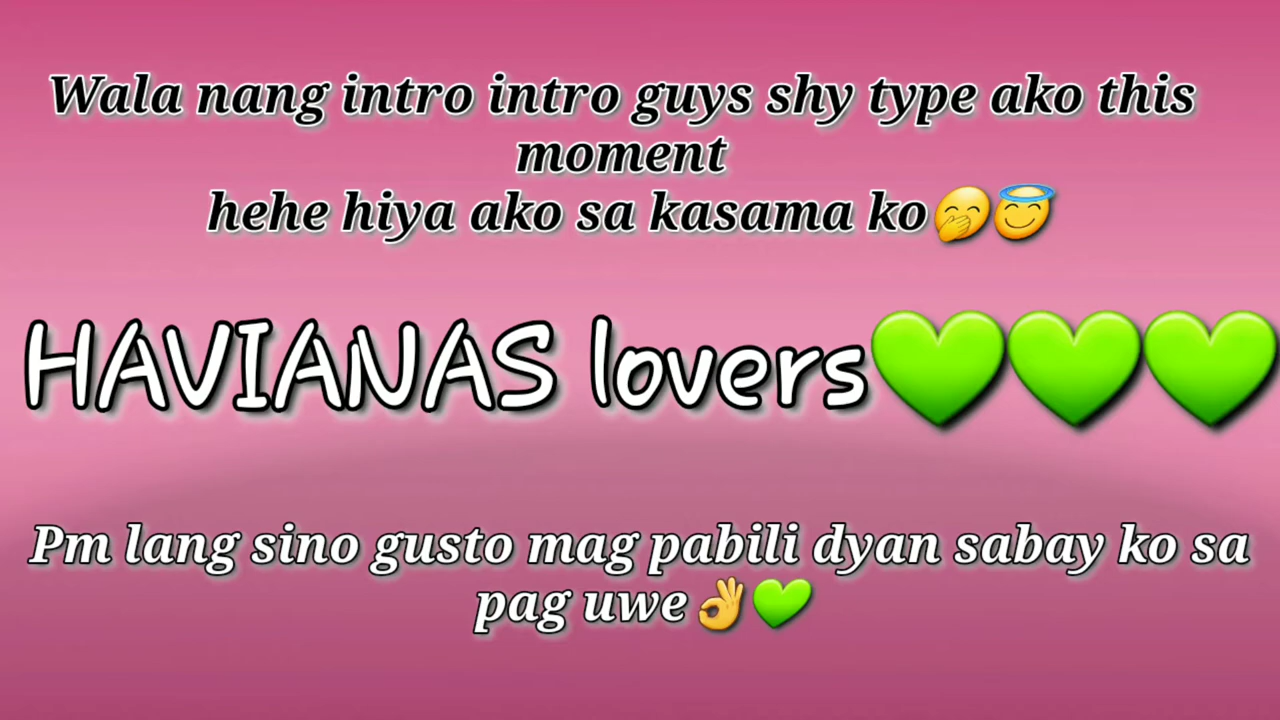 Wala nang intro intro guys shy type ako this
moment
hehe hiya ako sa kasama ko🤭😇
HAVIANAS lovers💚💚💚
Pm lang sino gusto mag pabili dyan sabay ko sa
pag uwe👌💚